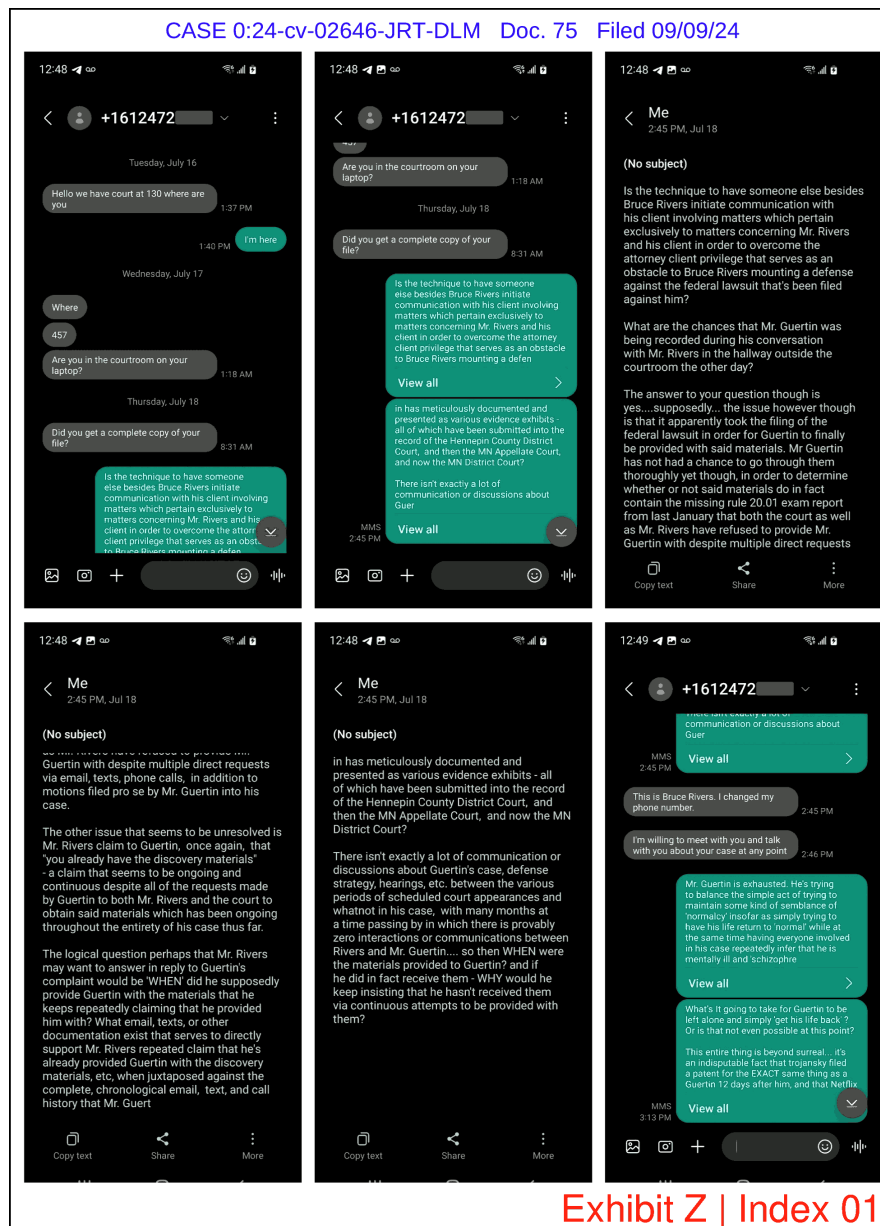 CASE 0:24-cv-02646-JRT-DLM   Doc. 75   Filed 09/09/24
12:48
+1612472
Tuesday, July 16
Hello we have court at 130 where are
you
1:37 PM
I'm here
1:40 PM
Wednesday, July 17
Where
457
Are you in the courtroom on your
laptop?
1:18 AM
Thursday, July 18
Did you get a complete copy of your
file?
8:31 AM
Is the technique to have someone
else besides Bruce Rivers initiate
communication with his client involving
matters which pertain exclusively to
matters concerning Mr. Rivers and his
client in order to overcome the attor
client privilege that serves as an obst
to Bruce Rivers mounting a defen
12:48
+1612472
457
Are you in the courtroom on your
laptop?
1:18 AM
Thursday, July 18
Did you get a complete copy of your
file?
8:31 AM
Is the technique to have someone
else besides Bruce Rivers initiate
communication with his client involving
matters which pertain exclusively to
matters concerning Mr. Rivers and his
client in order to overcome the attorney
client privilege that serves as an obstacle
to Bruce Rivers mounting a defen
View all
in has meticulously documented and
presented as various evidence exhibits -
all of which have been submitted into the
record of the Hennepin County District
Court,  and then the MN Appellate Court,
and now the MN District Court?
There isn't exactly a lot of
communication or discussions about
Guer
View all
MMS
2:45 PM
12:48
Me
2:45 PM, Jul 18
(No subject)
Is the technique to have someone else besides
Bruce Rivers initiate communication with
his client involving matters which pertain
exclusively to matters concerning Mr. Rivers
and his client in order to overcome the
attorney client privilege that serves as an
obstacle to Bruce Rivers mounting a defense
against the federal lawsuit that's been filed
against him?
What are the chances that Mr. Guertin was
being recorded during his conversation
with Mr. Rivers in the hallway outside the
courtroom the other day?
The answer to your question though is
yes....supposedly... the issue however though
is that it apparently took the filing of the
federal lawsuit in order for Guertin to finally
be provided with said materials. Mr Guertin
has not had a chance to go through them
thoroughly yet though, in order to determine
whether or not said materials do in fact
contain the missing rule 20.01 exam report
from last January that both the court as well
as Mr. Rivers have refused to provide Mr.
Guertin with despite multiple direct requests
Copy text
Share
More
12:48
Me
2:45 PM, Jul 18
(No subject)
as Mr. Rivers have refused to provide Mr.
Guertin with despite multiple direct requests
via email, texts, phone calls,  in addition to
motions filed pro se by Mr. Guertin into his
case.
The other issue that seems to be unresolved is
Mr. Rivers claim to Guertin,  once again,  that
"you already have the discovery materials"
- a claim that seems to be ongoing and
continuous despite all of the requests made
by Guertin to both Mr. Rivers and the court to
obtain said materials which has been ongoing
throughout the entirety of his case thus far.
The logical question perhaps that Mr. Rivers
may want to answer in reply to Guertin's
complaint would be 'WHEN' did he supposedly
provide Guertin with the materials that he
keeps repeatedly claiming that he provided
him with? What email, texts, or other
documentation exist that serves to directly
support Mr. Rivers repeated claim that he's
already provided Guertin with the discovery
materials, etc, when juxtaposed against the
complete, chronological email,  text, and call
history that Mr. Guert
Copy text
Share
More
12:48
Me
2:45 PM, Jul 18
(No subject)
in has meticulously documented and
presented as various evidence exhibits - all
of which have been submitted into the record
of the Hennepin County District Court,  and
then the MN Appellate Court,  and now the MN
District Court?
There isn't exactly a lot of communication or
discussions about Guertin's case, defense
strategy, hearings, etc. between the various
periods of scheduled court appearances and
whatnot in his case,  with many months at
a time passing by in which there is provably
zero interactions or communications between
Rivers and Mr. Guertin.... so then WHEN were
the materials provided to Guertin? and if
he did in fact receive them - WHY would he
keep insisting that he hasn't received them
via continuous attempts to be provided with
them?
Copy text
Share
More
12:49
+1612472
There isn't exactly a lot of
communication or discussions about
Guer
View all
MMS
2:45 PM
This is Bruce Rivers. I changed my
phone number.
2:45 PM
I'm willing to meet with you and talk
with you about your case at any point
2:46 PM
Mr. Guertin is exhausted. He's trying
to balance the simple act of trying to
maintain some kind of semblance of
'normalcy' insofar as simply trying to
have his life return to 'normal' while at
the same time having everyone involved
in his case repeatedly infer that he is
mentally ill and 'schizophre
View all
What's It going to take for Guertin to be
left alone and simply 'get his life back' ?
Or is that not even possible at this point?
This entire thing is beyond surreal... it's
an indisputable fact that trojansky filed
a patent for the EXACT same thing as a
Guertin 12 days after him, and that Netflix
View all
MMS
3:13 PM
Exhibit Z | Index 01